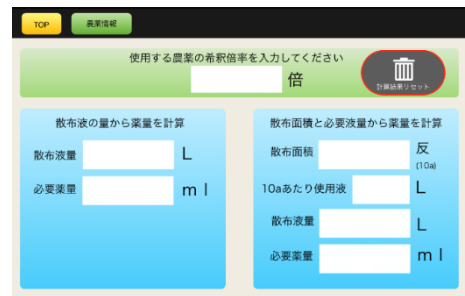 TOP 農薬情報
使用する農薬の希釈倍率を入力してください
倍
計算結果リセット
散布液の量から薬量を計算
散布液量 L
必要薬量 ml
散布面積と必要液量から薬量を計算
散布面積 反
(10a)
10aあたり使用液 L
散布液量 L
必要薬量 ml